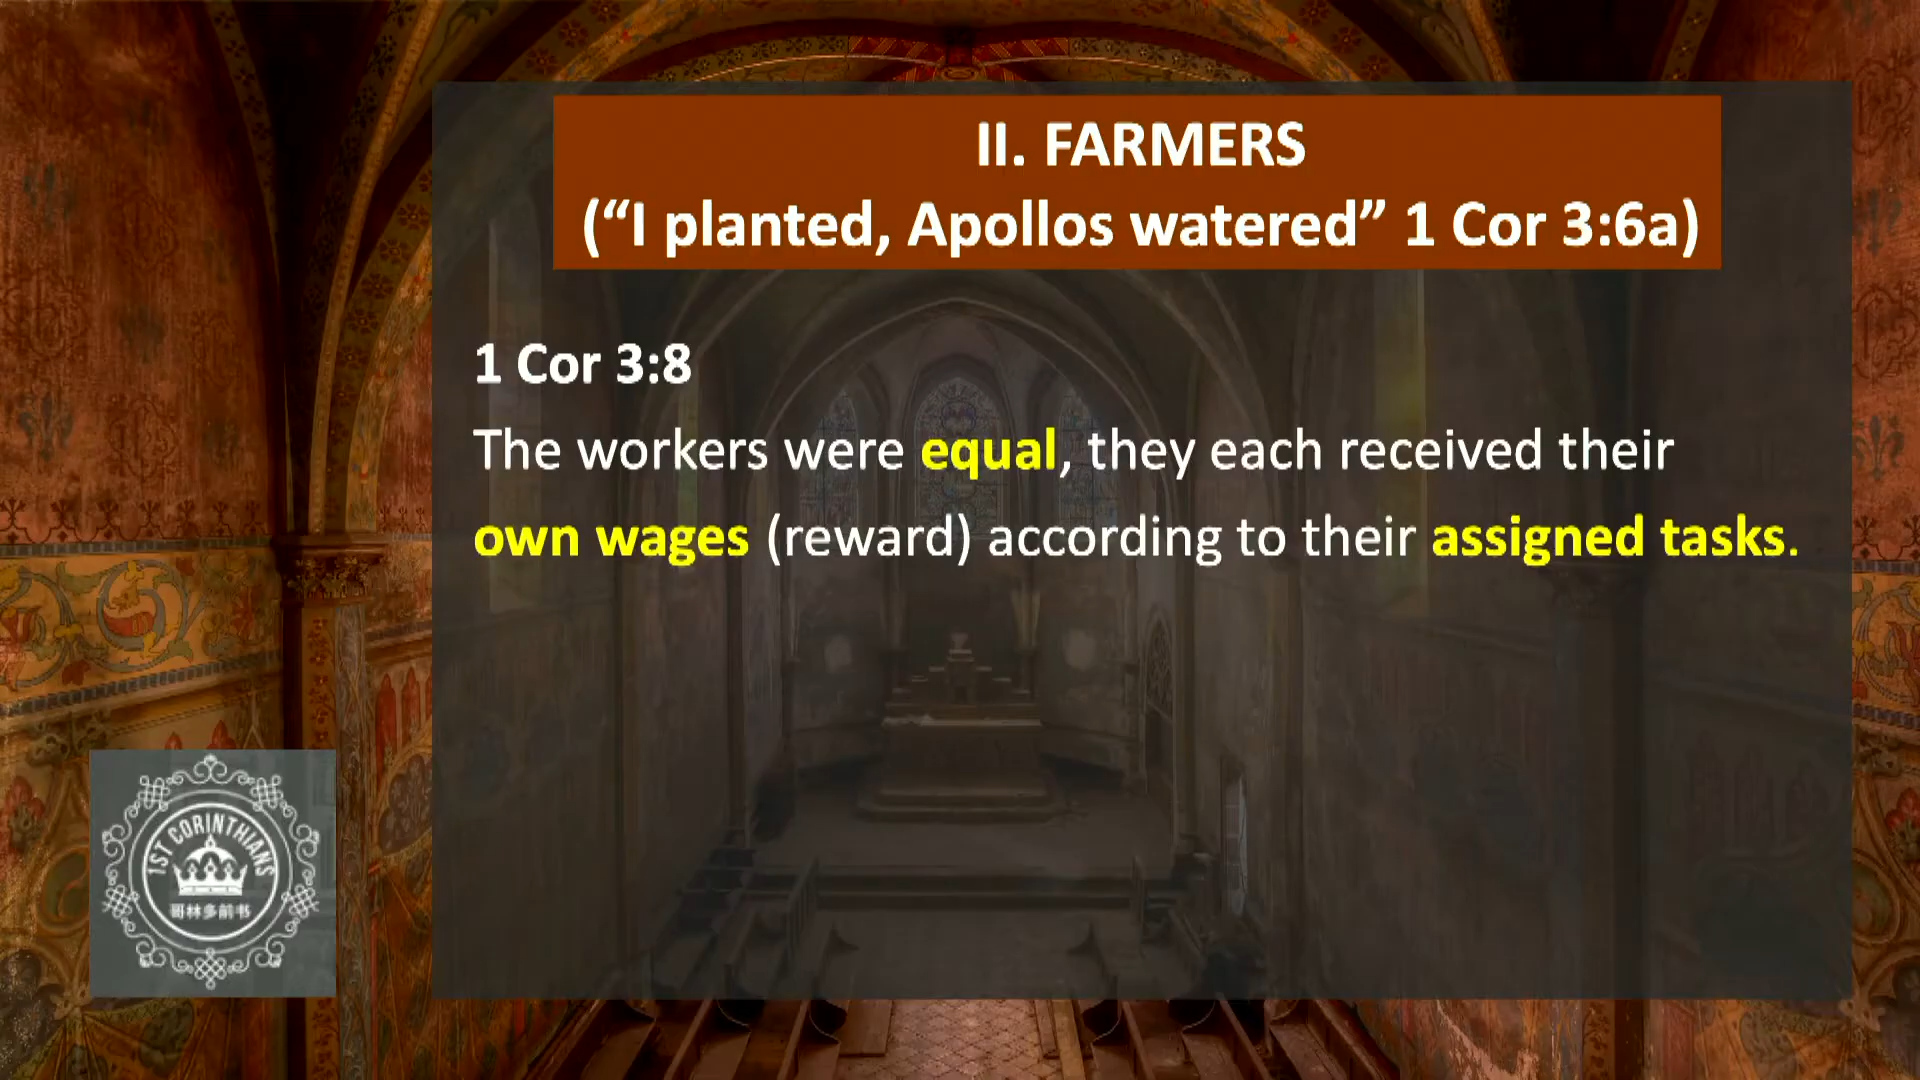 II. FARMERS
(“I planted, Apollos watered” 1 Cor 3:6a)
1 Cor 3:8
The workers were equal, they each received their
own wages (reward) according to their assigned tasks.
1ST CORINTHIANS
哥林多前书